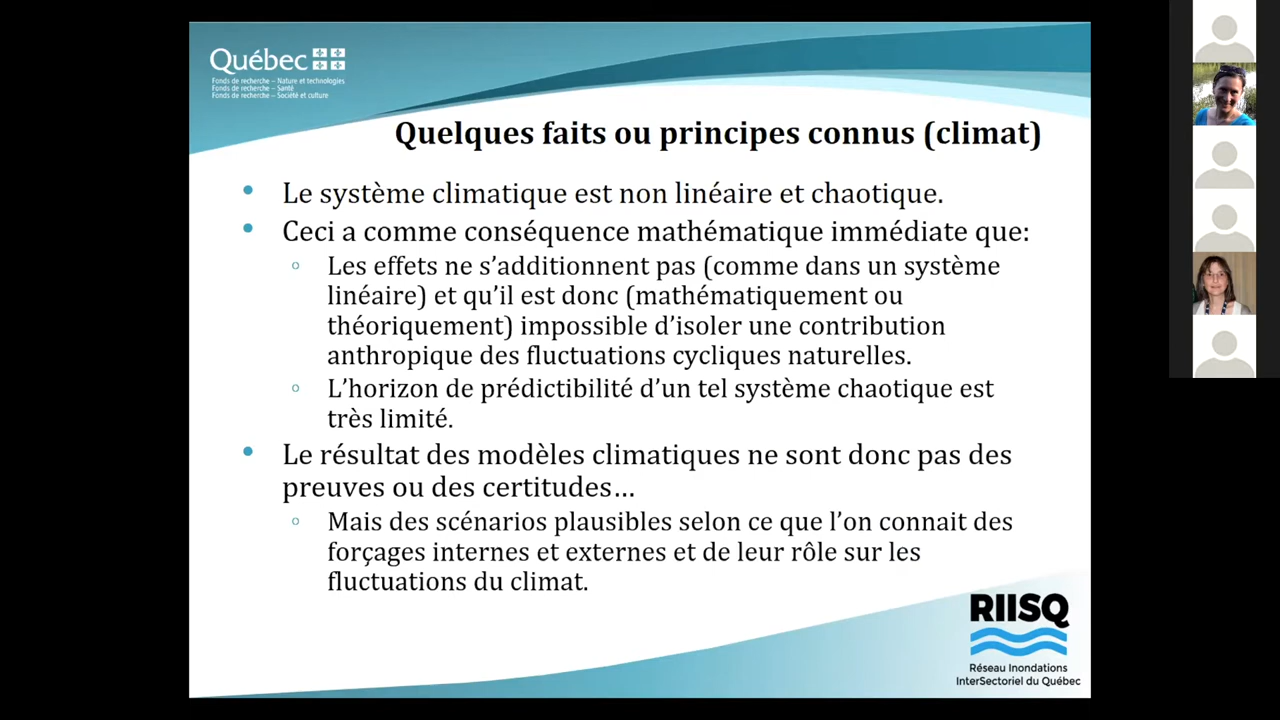 Québec
Fonds de recherche – Nature et technologies
Fonds de recherche – Santé
Fonds de recherche – Société et culture
Quelques faits ou principes connus (climat)
• Le système climatique est non linéaire et chaotique.
• Ceci a comme conséquence mathématique immédiate que:
o Les effets ne s’additionnent pas (comme dans un système
linéaire) et qu’il est donc (mathématiquement ou
théoriquement) impossible d’isoler une contribution
anthropique des fluctuations cycliques naturelles.
o L’horizon de prédictibilité d’un tel système chaotique est
très limité.
• Le résultat des modèles climatiques ne sont donc pas des
preuves ou des certitudes…
o Mais des scénarios plausibles selon ce que l’on connait des
forçages internes et externes et de leur rôle sur les
fluctuations du climat.
RIISQ
Réseau Inondations
InterSectoriel du Québec